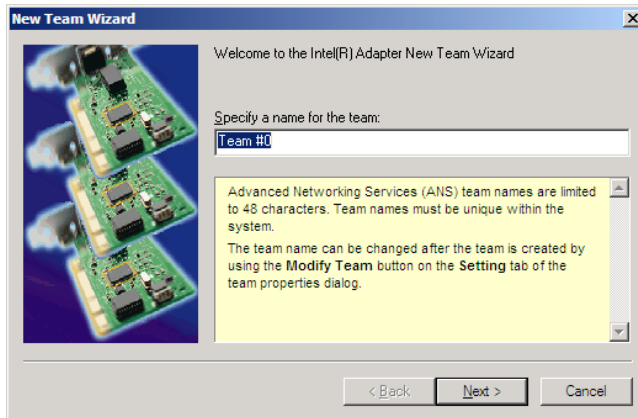 New Team Wizard
Welcome to the Intel(R) Adapter New Team Wizard
Specify a name for the team:
Team #0
Advanced Networking Services (ANS) team names are limited
to 48 characters. Team names must be unique within the
system.
The team name can be changed after the team is created by
using the Modify Team button on the Setting tab of the
team properties dialog.
< Back
Next >
Cancel